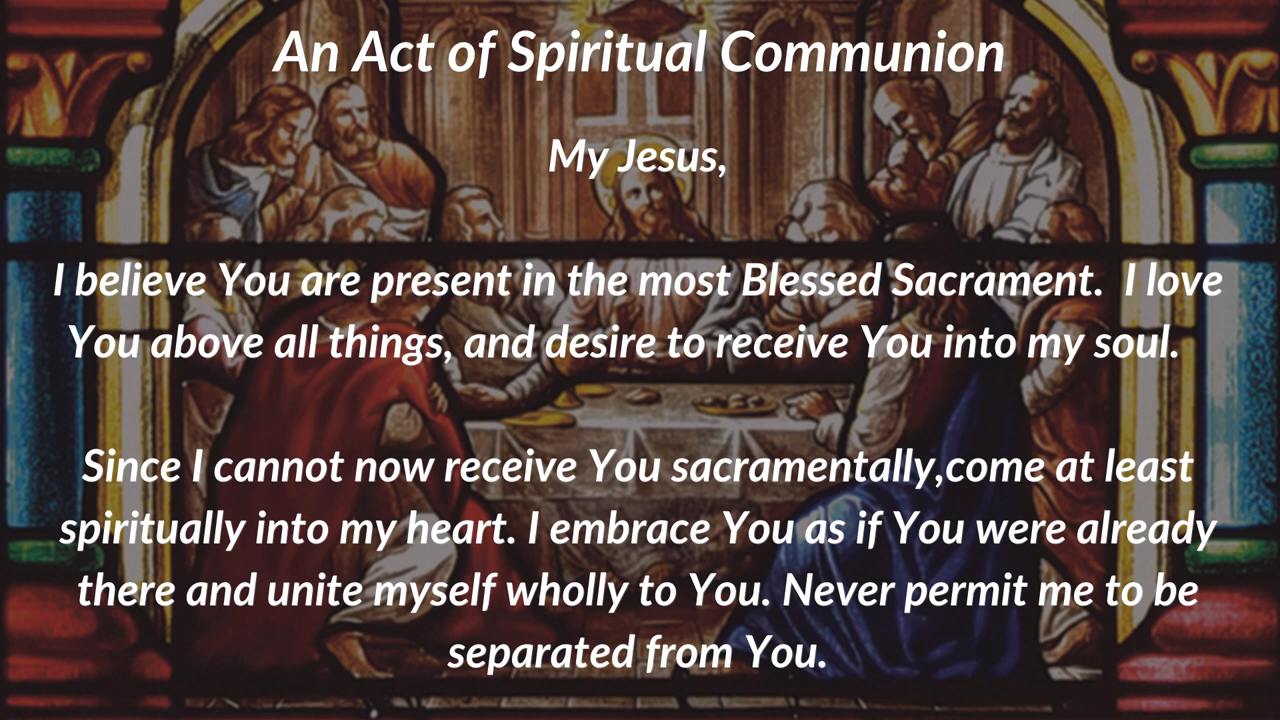 An Act of Spiritual Communion
My Jesus,
I believe You are present in the most Blessed Sacrament.  I love
You above all things, and desire to receive You into my soul.
Since I cannot now receive You sacramentally,come at least
spiritually into my heart. I embrace You as if You were already
there and unite myself wholly to You. Never permit me to be
separated from You.